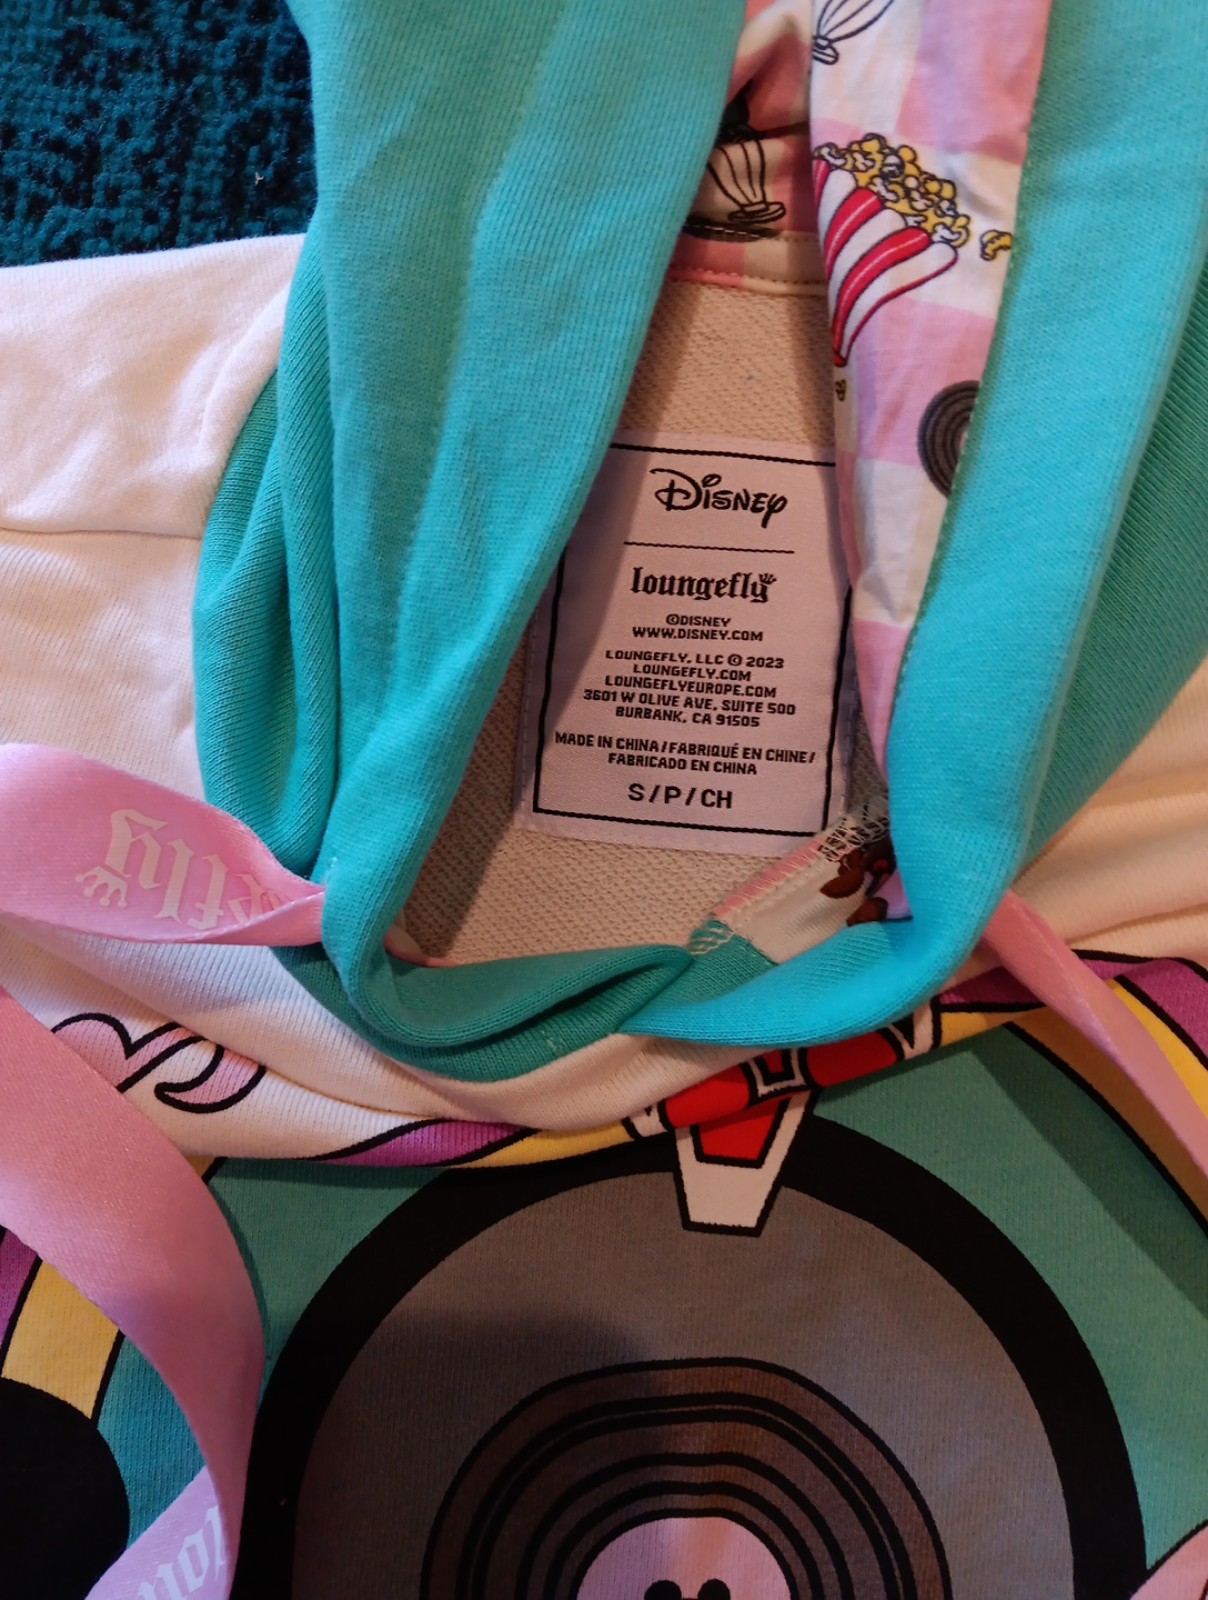 Disney
loungefly
©DISNEY
WWW.DISNEY.COM
LOUNGEFLY, LLC © 2023
LOUNGEFLY.COM
LOUNGEFLYEUROPE.COM
3601 W OLIVE AVE, SUITE 500
BURBANK, CA 91505
MADE IN CHINA / FABRIQUÉ EN CHINE /
FABRICADO EN CHINA
S / P / CH